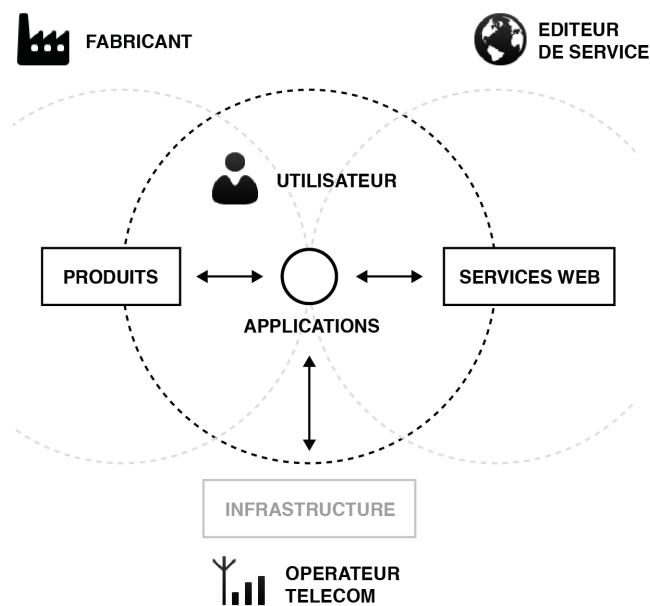 FABRICANT
EDITEUR
DE SERVICE
UTILISATEUR
PRODUITS
SERVICES WEB
APPLICATIONS
INFRASTRUCTURE
OPERATEUR
TELECOM